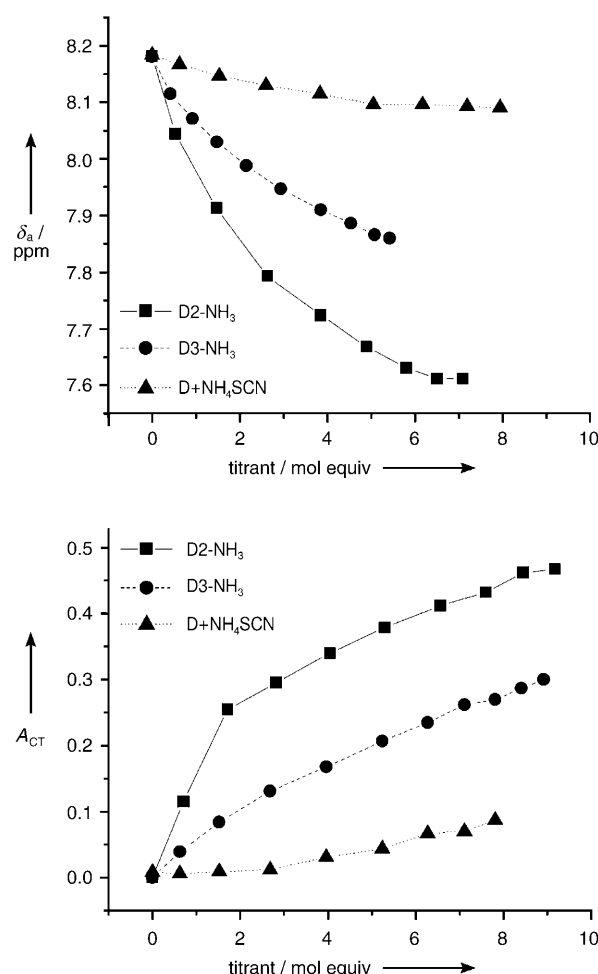 8.2
8.1
8.0
7.9
7.8
7.7
7.6
δa / ppm
D2-NH3
D3-NH3
D+NH4SCN
0 2 4 6 8 10
titrant / mol equiv
0.5
0.4
0.3
0.2
0.1
0.0
ACT
D2-NH3
D3-NH3
D+NH4SCN
0 2 4 6 8 10
titrant / mol equiv